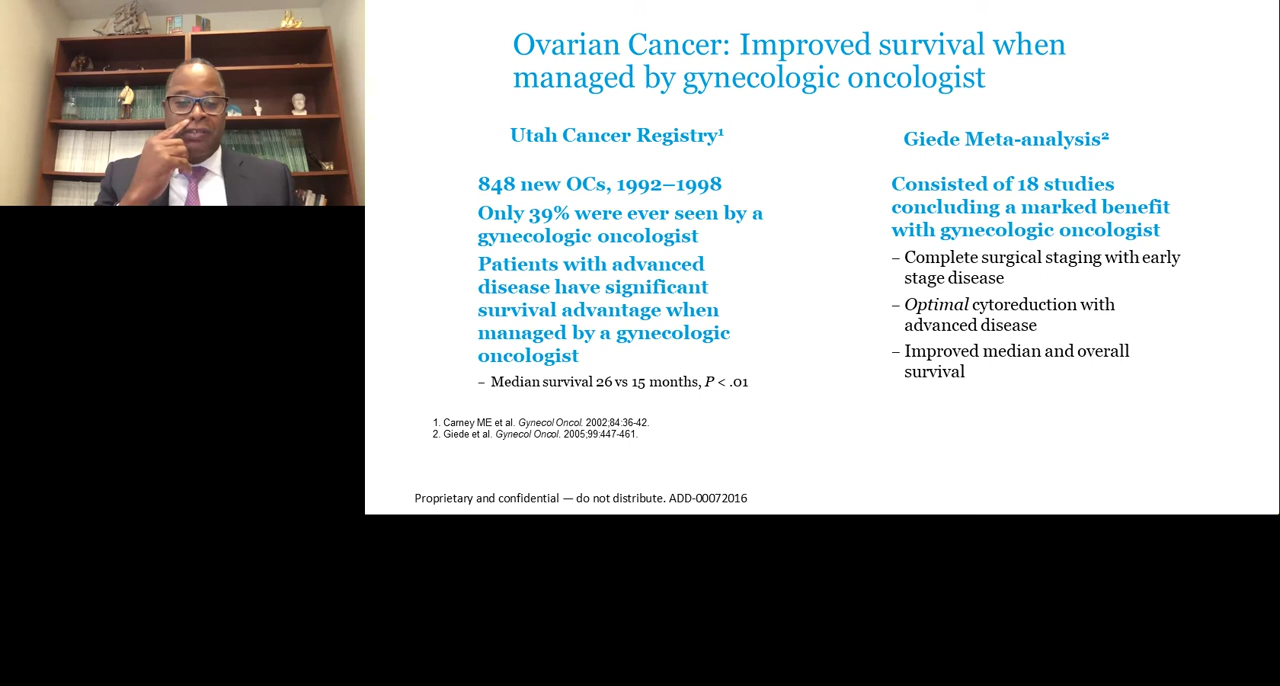 Ovarian Cancer: Improved survival when
managed by gynecologic oncologist
Utah Cancer Registry¹
848 new OCs, 1992–1998
Only 39% were ever seen by a
gynecologic oncologist
Patients with advanced
disease have significant
survival advantage when
managed by a gynecologic
oncologist
– Median survival 26 vs 15 months, P < .01
Giede Meta-analysis²
Consisted of 18 studies
concluding a marked benefit
with gynecologic oncologist
– Complete surgical staging with early
stage disease
– Optimal cytoreduction with
advanced disease
– Improved median and overall
survival
1. Carney ME et al. Gynecol Oncol. 2002;84:36-42.
2. Giede et al. Gynecol Oncol. 2005;99:447-461.
Proprietary and confidential — do not distribute. ADD-00072016